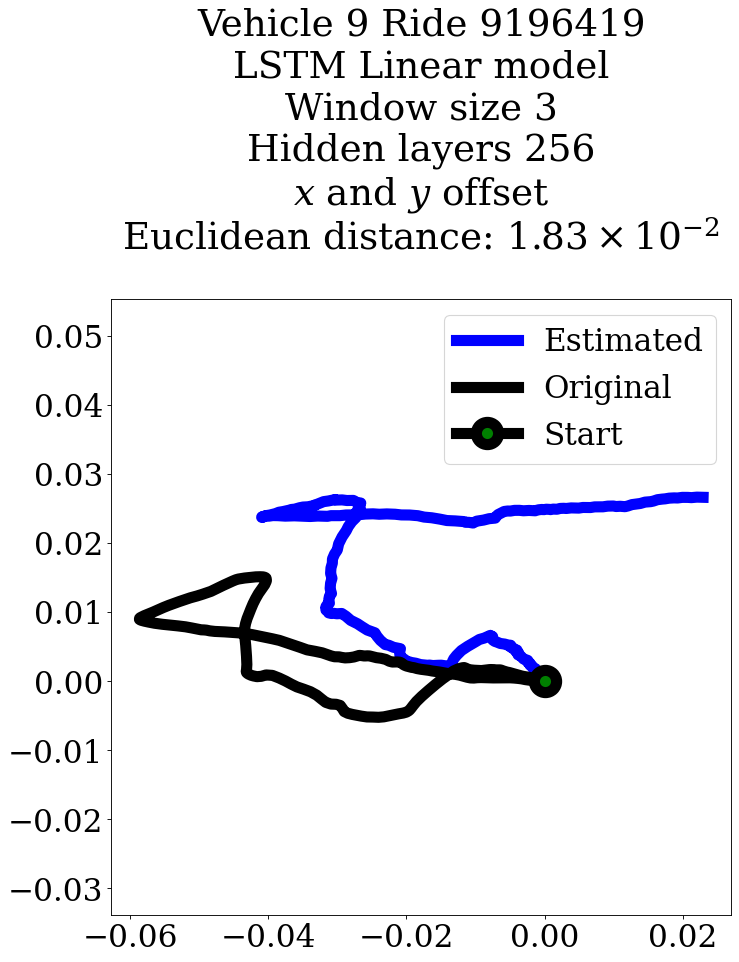 Vehicle 9 Ride 9196419
LSTM Linear model
Window size 3
Hidden layers 256
x and y offset
Euclidean distance: 1.83 × 10⁻²
Estimated
Original
Start
0.05
0.04
0.03
0.02
0.01
0.00
−0.01
−0.02
−0.03
−0.06 −0.04 −0.02 0.00 0.02